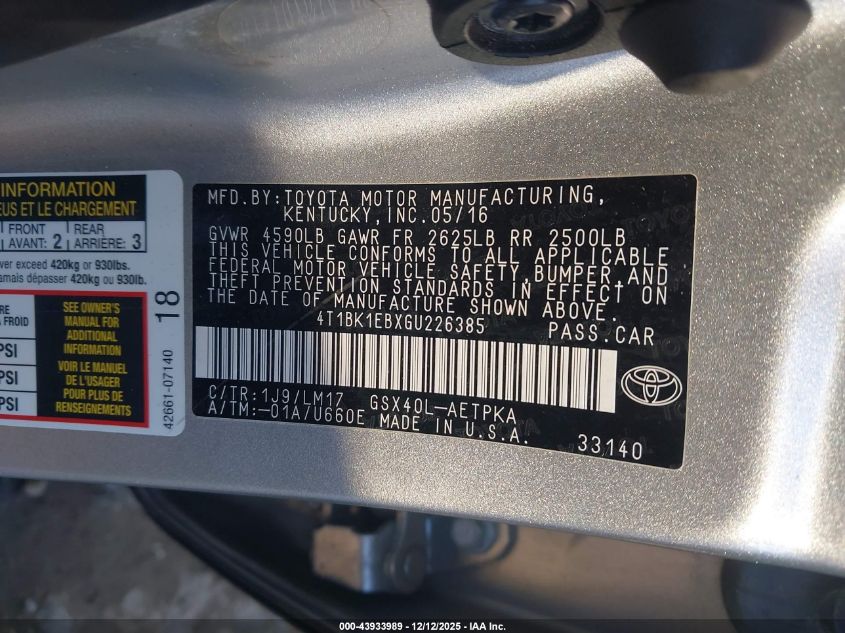 INFORMATION
EUS ET LE CHARGEMENT
FRONT
AVANT: 2
REAR
ARRIÈRE: 3
ver exceed 420kg or 930lbs.
amais dépasser 420kg ou 930lb.
RE
A FROID
PSI
PSI
PSI
SEE OWNER'S
MANUAL FOR
ADDITIONAL
INFORMATION
VOIR LE MANUEL
DE L'USAGER
POUR PLUS DE
RENSEIGNEMENTS
18
42661-07140
MFD. BY: TOYOTA MOTOR MANUFACTURING,
KENTUCKY, INC. 05/16
GVWR 4590LB GAWR FR 2625LB RR 2500LB
THIS VEHICLE CONFORMS TO ALL APPLICABLE
FEDERAL MOTOR VEHICLE SAFETY, BUMPER AND
THEFT PREVENTION STANDARDS IN EFFECT ON
THE DATE OF MANUFACTURE SHOWN ABOVE.
4T1BK1EBXGU226385 PASS.CAR
C/TR: 1J9/LM17 GSX40L-AETPKA
A/TM: -01A/U660E MADE IN U.S.A.
33140
000-43933989 - 12/12/2025 - IAA Inc.